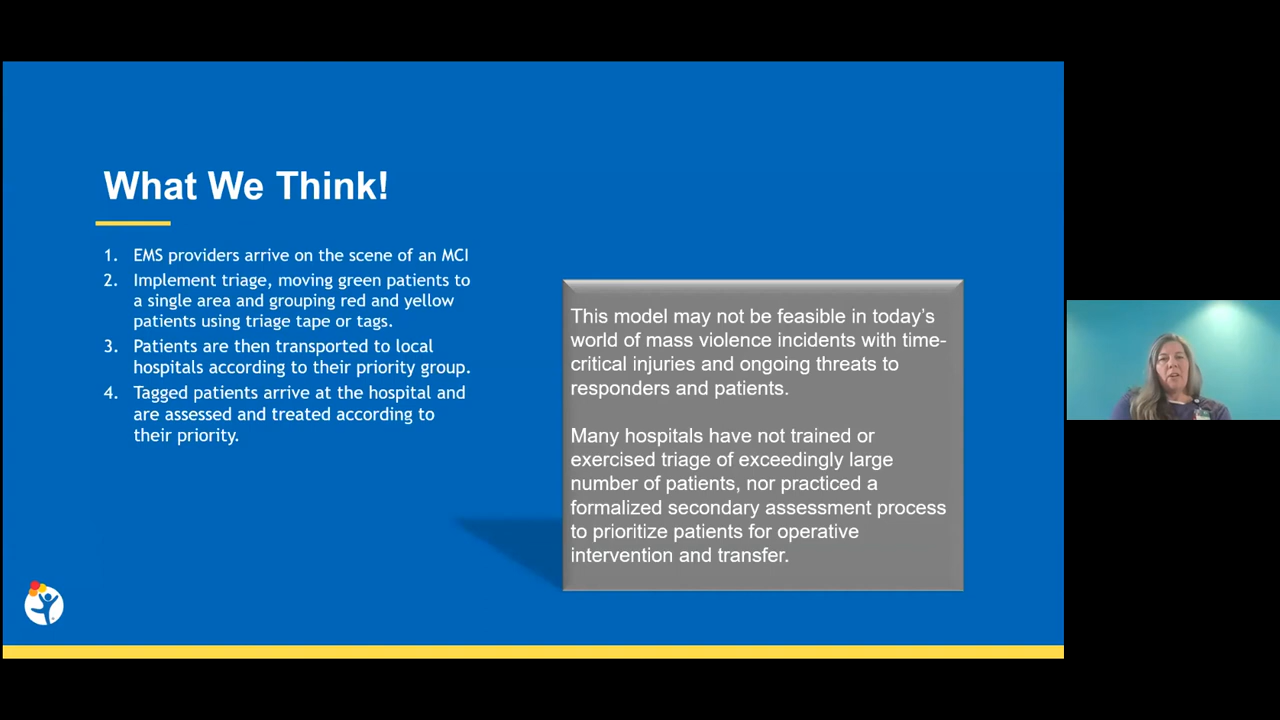 What We Think!
1. EMS providers arrive on the scene of an MCI
2. Implement triage, moving green patients to
a single area and grouping red and yellow
patients using triage tape or tags.
3. Patients are then transported to local
hospitals according to their priority group.
4. Tagged patients arrive at the hospital and
are assessed and treated according to
their priority.
This model may not be feasible in today’s
world of mass violence incidents with time-
critical injuries and ongoing threats to
responders and patients.
Many hospitals have not trained or
exercised triage of exceedingly large
number of patients, nor practiced a
formalized secondary assessment process
to prioritize patients for operative
intervention and transfer.